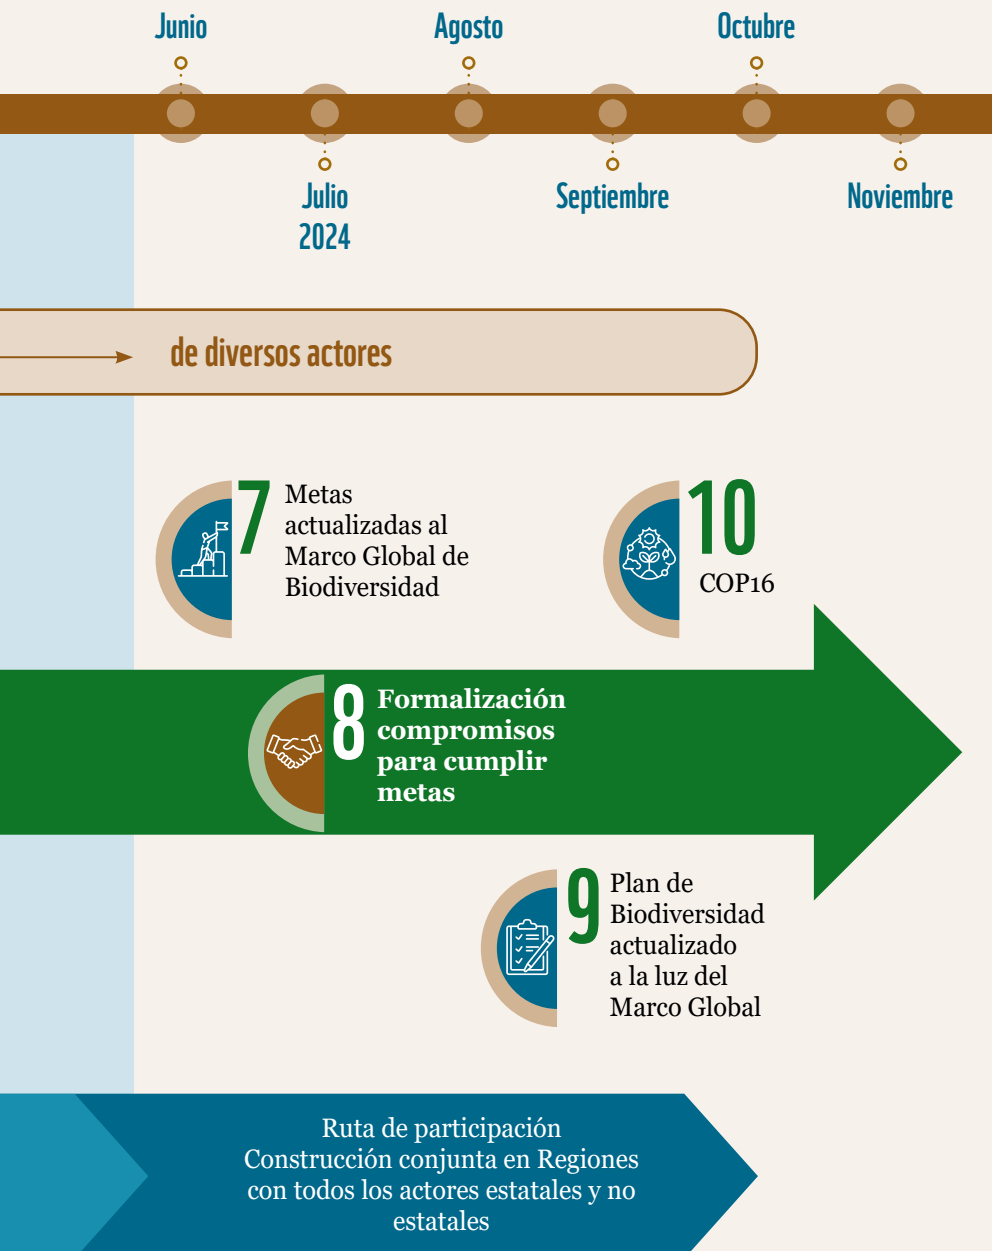 Junio
Agosto
Octubre
Julio
2024
Septiembre
Noviembre
de diversos actores
7
Metas
actualizadas al
Marco Global de
Biodiversidad
10
COP16
8
Formalización
compromisos
para cumplir
metas
9
Plan de
Biodiversidad
actualizado
a la luz del
Marco Global
Ruta de participación
Construcción conjunta en Regiones
con todos los actores estatales y no
estatales